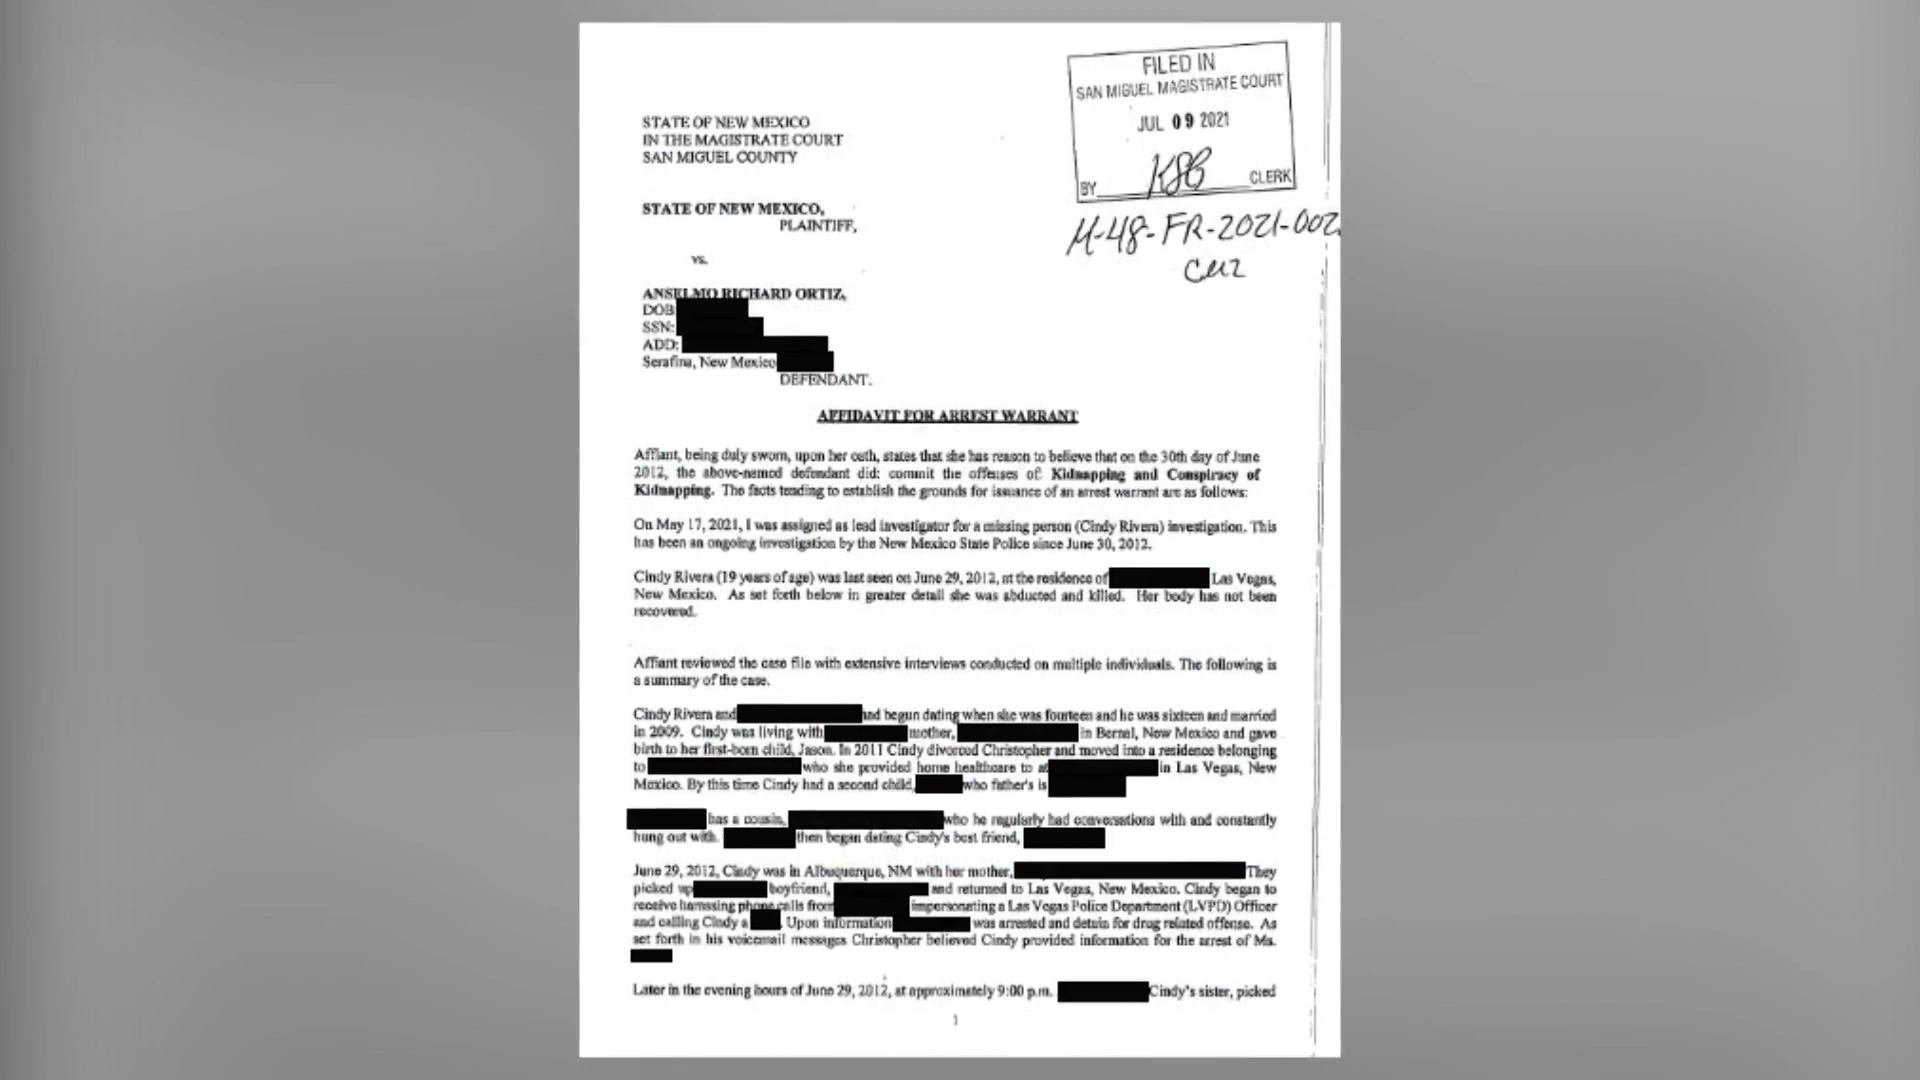 FILED IN
SAN MIGUEL MAGISTRATE COURT
JUL 09 2021
BY KSB CLERK
M-48-FR-2021-002
STATE OF NEW MEXICO
IN THE MAGISTRATE COURT
SAN MIGUEL COUNTY
STATE OF NEW MEXICO,
PLAINTIFF,
vs.
ANSELMO RICHARD ORTIZ,
DOB:
SSN:
ADD:
Serafina, New Mexico
DEFENDANT.
AFFIDAVIT FOR ARREST WARRANT
Affiant, being duly sworn, upon her oath, states that she has reason to believe that on the 30th day of June
2012, the above-named defendant did: commit the offenses of: Kidnapping and Conspiracy of
Kidnapping. The facts tending to establish the grounds for issuance of an arrest warrant are as follows:
On May 17, 2021, I was assigned as lead investigator for a missing person (Cindy Rivera) investigation. This
has been an ongoing investigation by the New Mexico State Police since June 30, 2012.
Cindy Rivera (19 years of age) was last seen on June 29, 2012, at the residence of Las Vegas,
New Mexico. As set forth below in greater detail she was abducted and killed. Her body has not been
recovered.
Affiant reviewed the case file with extensive interviews conducted on multiple individuals. The following is
a summary of the case.
Cindy Rivera and had begun dating when she was fourteen and he was sixteen and married
in 2009. Cindy was living with mother, in Bernal, New Mexico and gave
birth to her first-born child, Jason. In 2011 Cindy divorced Christopher and moved into a residence belonging
to who she provided home healthcare to at in Las Vegas, New
Mexico. By this time Cindy had a second child, who father's is
has a cousin, who he regularly had conversations with and constantly
hung out with. then began dating Cindy's best friend,
June 29, 2012, Cindy was in Albuquerque, NM with her mother, They
picked up boyfriend, and returned to Las Vegas, New Mexico. Cindy began to
receive harassing phone calls from impersonating a Las Vegas Police Department (LVPD) Officer
and calling Cindy a . Upon information was arrested and detain for drug related offense. As
set forth in his voicemail messages Christopher believed Cindy provided information for the arrest of Ms.
Later in the evening hours of June 29, 2012, at approximately 9:00 p.m. Cindy's sister, picked
1